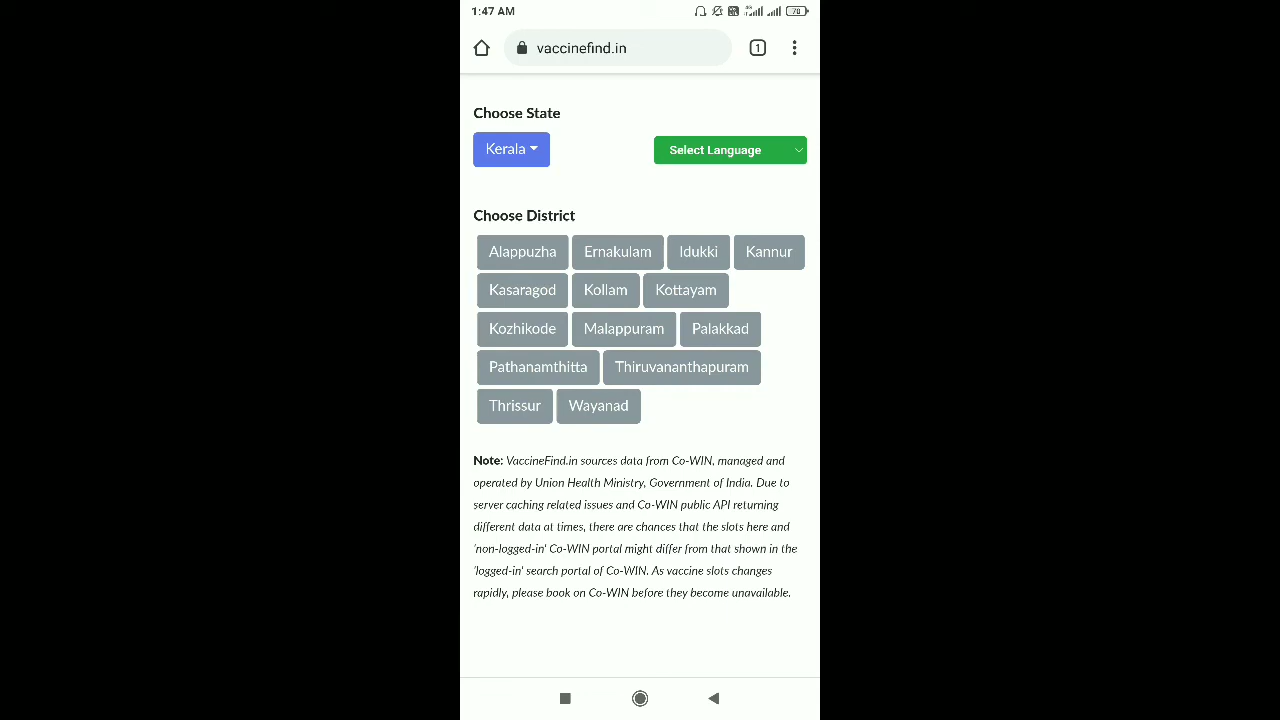 1:47 AM
4G
70
vaccinefind.in
1
Choose State
Kerala
Select Language
Choose District
Alappuzha Ernakulam Idukki Kannur
Kasaragod Kollam Kottayam
Kozhikode Malappuram Palakkad
Pathanamthitta Thiruvananthapuram
Thrissur Wayanad
Note: VaccineFind.in sources data from Co-WIN, managed and
operated by Union Health Ministry, Government of India. Due to
server caching related issues and Co-WIN public API returning
different data at times, there are chances that the slots here and
'non-logged-in' Co-WIN portal might differ from that shown in the
'logged-in' search portal of Co-WIN. As vaccine slots changes
rapidly, please book on Co-WIN before they become unavailable.